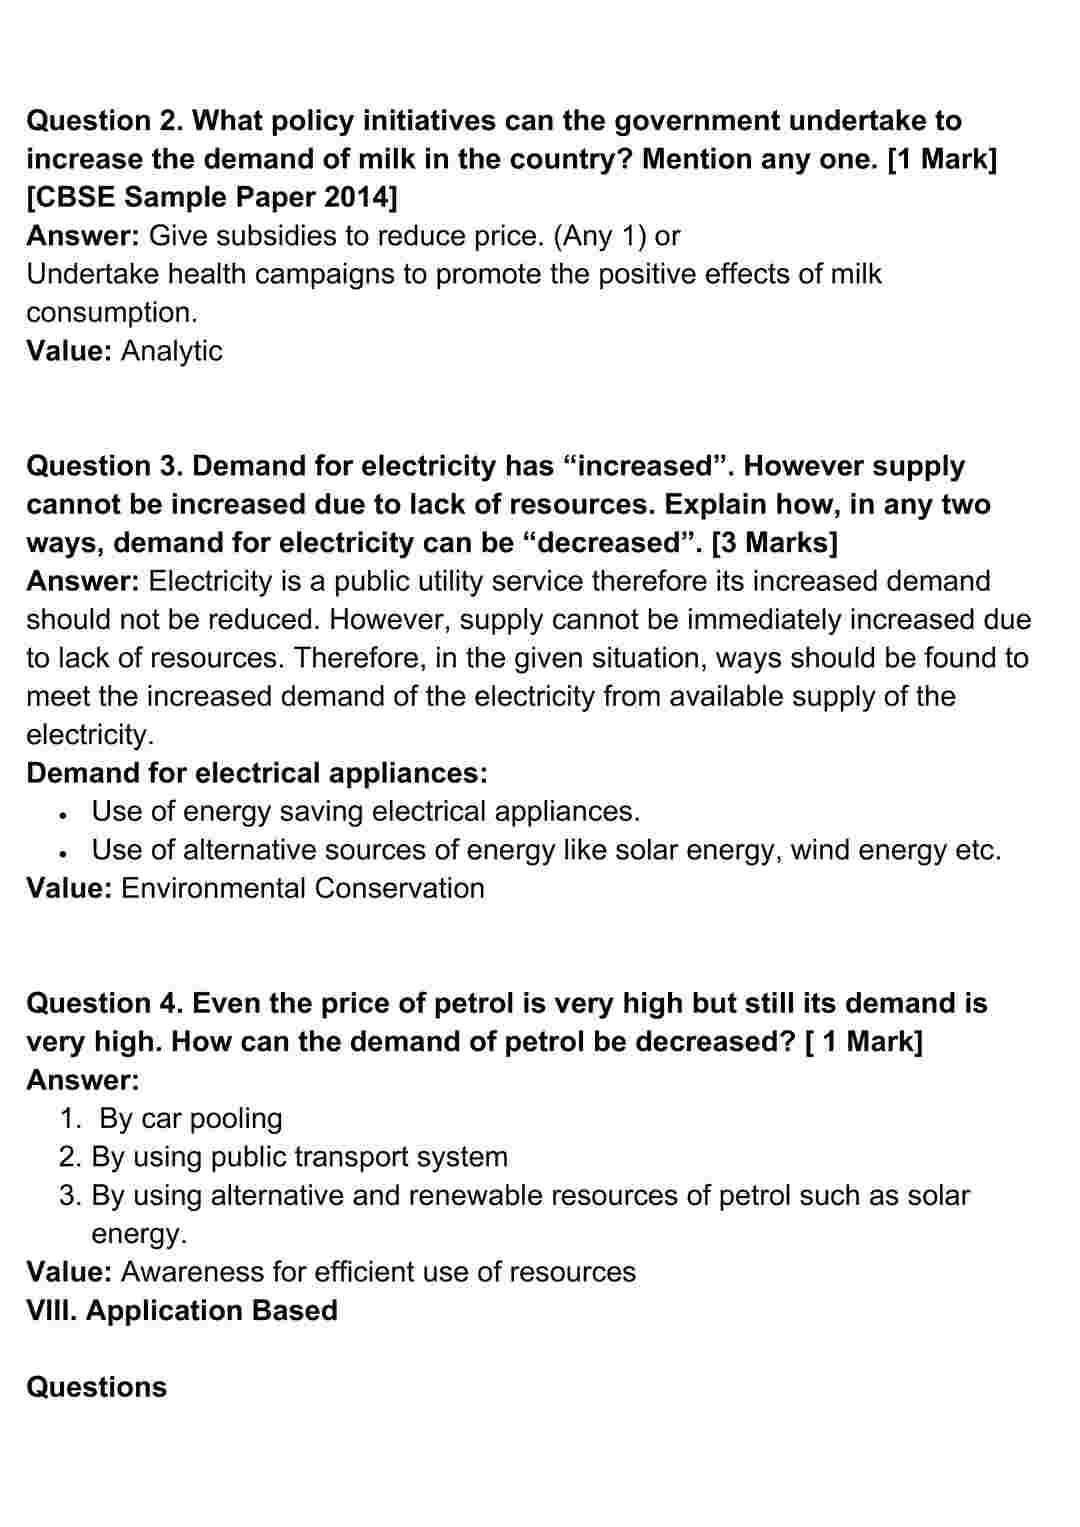 Question 2. What policy initiatives can the government undertake to
increase the demand of milk in the country? Mention any one. [1 Mark]
[CBSE Sample Paper 2014]
Answer: Give subsidies to reduce price. (Any 1) or
Undertake health campaigns to promote the positive effects of milk
consumption.
Value: Analytic
Question 3. Demand for electricity has “increased”. However supply
cannot be increased due to lack of resources. Explain how, in any two
ways, demand for electricity can be “decreased”. [3 Marks]
Answer: Electricity is a public utility service therefore its increased demand
should not be reduced. However, supply cannot be immediately increased due
to lack of resources. Therefore, in the given situation, ways should be found to
meet the increased demand of the electricity from available supply of the
electricity.
Demand for electrical appliances:
• Use of energy saving electrical appliances.
• Use of alternative sources of energy like solar energy, wind energy etc.
Value: Environmental Conservation
Question 4. Even the price of petrol is very high but still its demand is
very high. How can the demand of petrol be decreased? [ 1 Mark]
Answer:
1. By car pooling
2. By using public transport system
3. By using alternative and renewable resources of petrol such as solar
energy.
Value: Awareness for efficient use of resources
VIII. Application Based
Questions